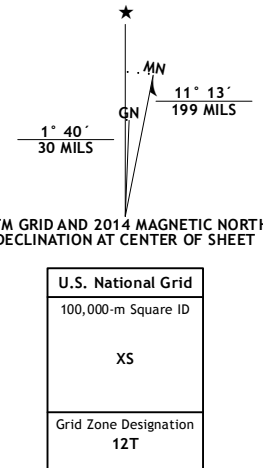 ★
MN
GN
11° 13´
199 MILS
1° 40´
30 MILS
TM GRID AND 2014 MAGNETIC NORTH
DECLINATION AT CENTER OF SHEET
U.S. National Grid
100,000-m Square ID
XS
Grid Zone Designation
12T